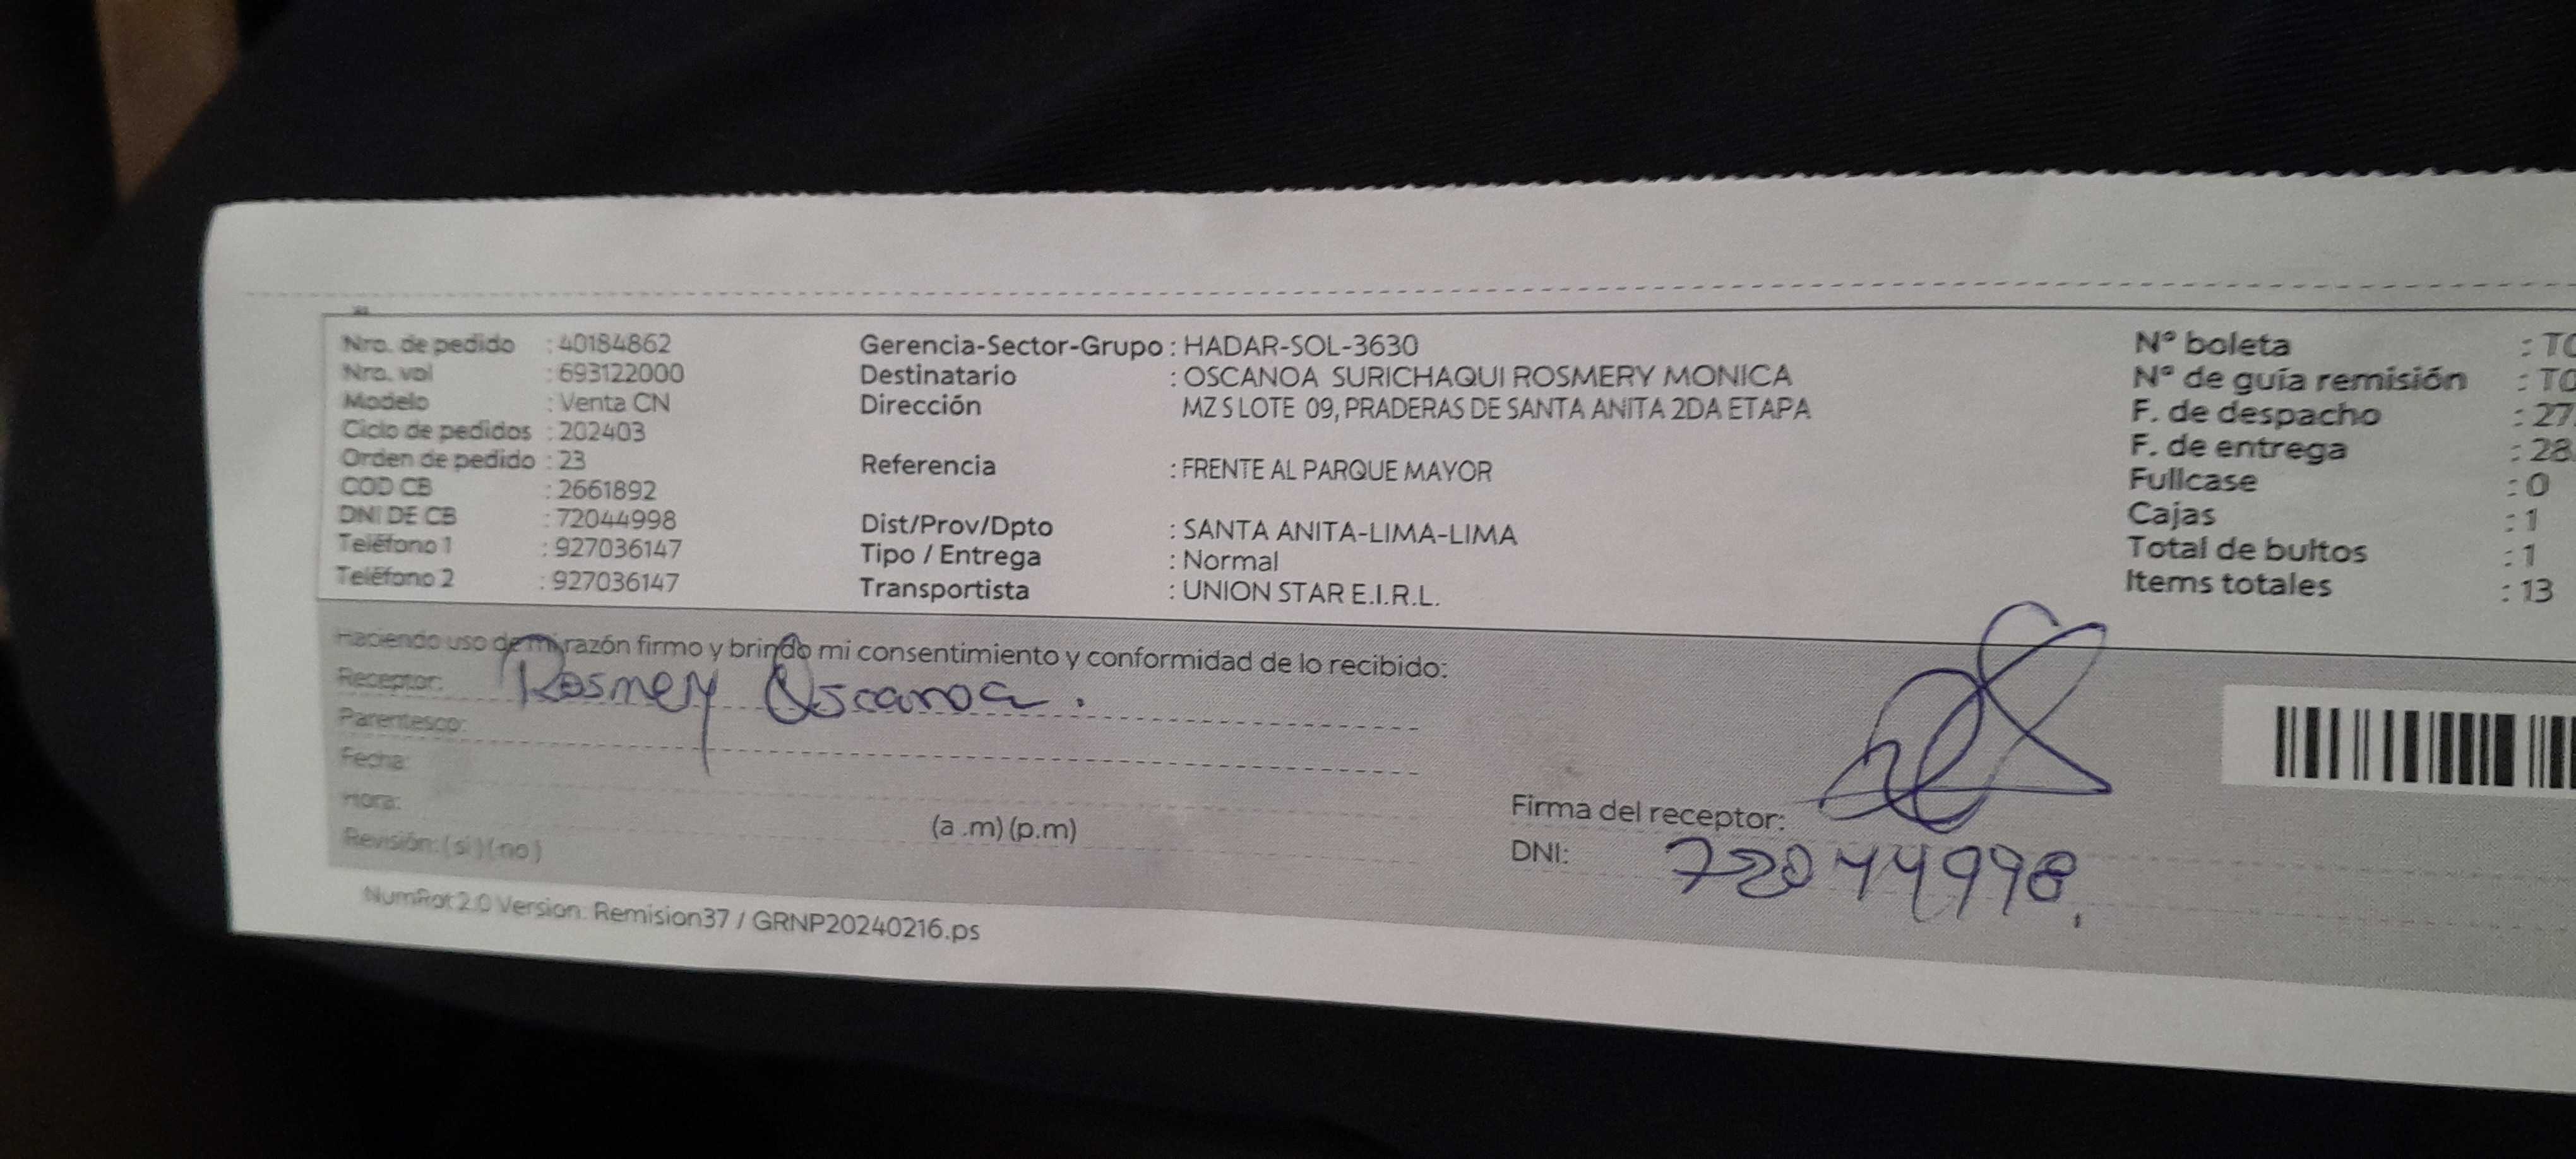 Nro. de pedido : 40184862
Nro. val : 693122000
Modelo : Venta CN
Ciclo de pedidos : 202403
Orden de pedido : 23
COD CB : 2661892
DNI DE CB : 72044998
Teléfono 1 : 927036147
Teléfono 2 : 927036147
Gerencia-Sector-Grupo : HADAR-SOL-3630
Destinatario : OSCANOA SURICHAQUI ROSMERY MONICA
Dirección MZ S LOTE 09, PRADERAS DE SANTA ANITA 2DA ETAPA
Referencia : FRENTE AL PARQUE MAYOR
Dist/Prov/Dpto : SANTA ANITA-LIMA-LIMA
Tipo / Entrega : Normal
Transportista : UNION STAR E.I.R.L.
N° boleta :
N° de guía remisión :
F. de despacho : 27
F. de entrega : 28
Fullcase : 0
Cajas : 1
Total de bultos : 1
Items totales : 13
Haciendo uso de mi razón firmo y brindo mi consentimiento y conformidad de lo recibido:
Receptor: Rosmery Oscanoa.
Parentesco:
Fecha:
Hora: (a .m) (p.m)
Revisión: ( si ) ( no )
Firma del receptor:
DNI: 72044998
NumRot 2.0 Version: Remision37 / GRNP20240216.ps